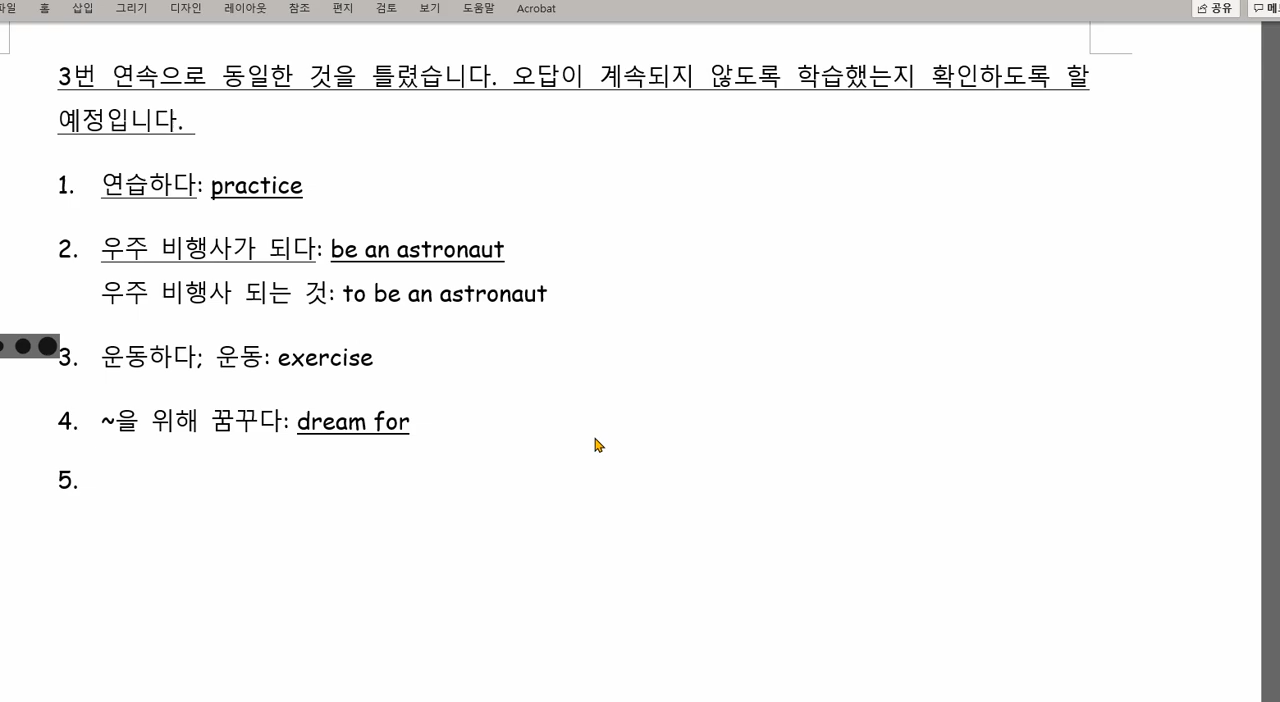 홈 삽입 그리기 디자인 레이아웃 참조 편지 검토 보기 도움말 Acrobat 공유
3번 연속으로 동일한 것을 틀렸습니다. 오답이 계속되지 않도록 학습했는지 확인하도록 할
예정입니다.
1. 연습하다: practice
2. 우주 비행사가 되다: be an astronaut
우주 비행사 되는 것: to be an astronaut
3. 운동하다; 운동: exercise
4. ~을 위해 꿈꾸다: dream for
5.